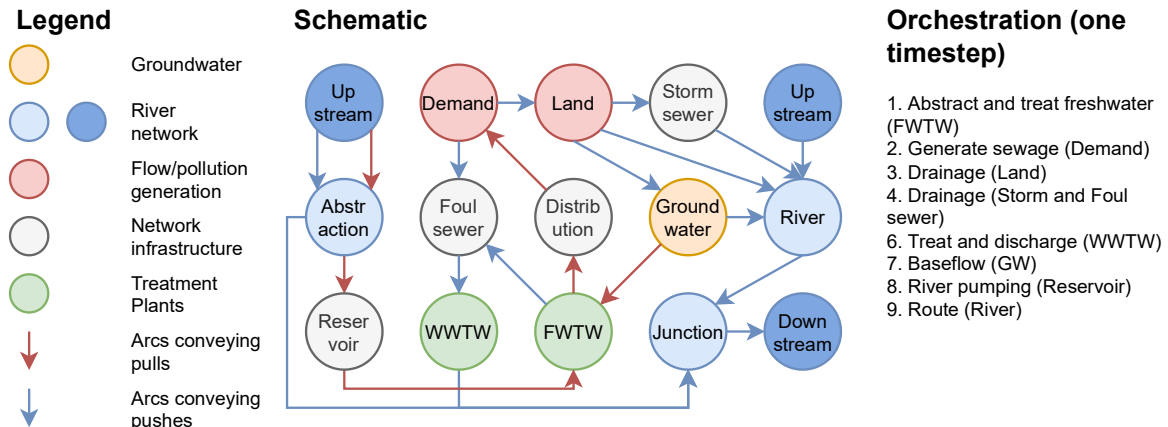 Legend
Groundwater
River
network
Flow/pollution
generation
Network
infrastructure
Treatment
Plants
Arcs conveying
pulls
Arcs conveying
pushes
Schematic
Up
stream
Demand
Land
Storm
sewer
Up
stream
Abstr
action
Foul
sewer
Distrib
ution
Ground
water
River
Reser
voir
WWTW
FWTW
Junction
Down
stream
Orchestration (one
timestep)
1. Abstract and treat freshwater
(FWTW)
2. Generate sewage (Demand)
3. Drainage (Land)
4. Drainage (Storm and Foul
sewer)
6. Treat and discharge (WWTW)
7. Baseflow (GW)
8. River pumping (Reservoir)
9. Route (River)